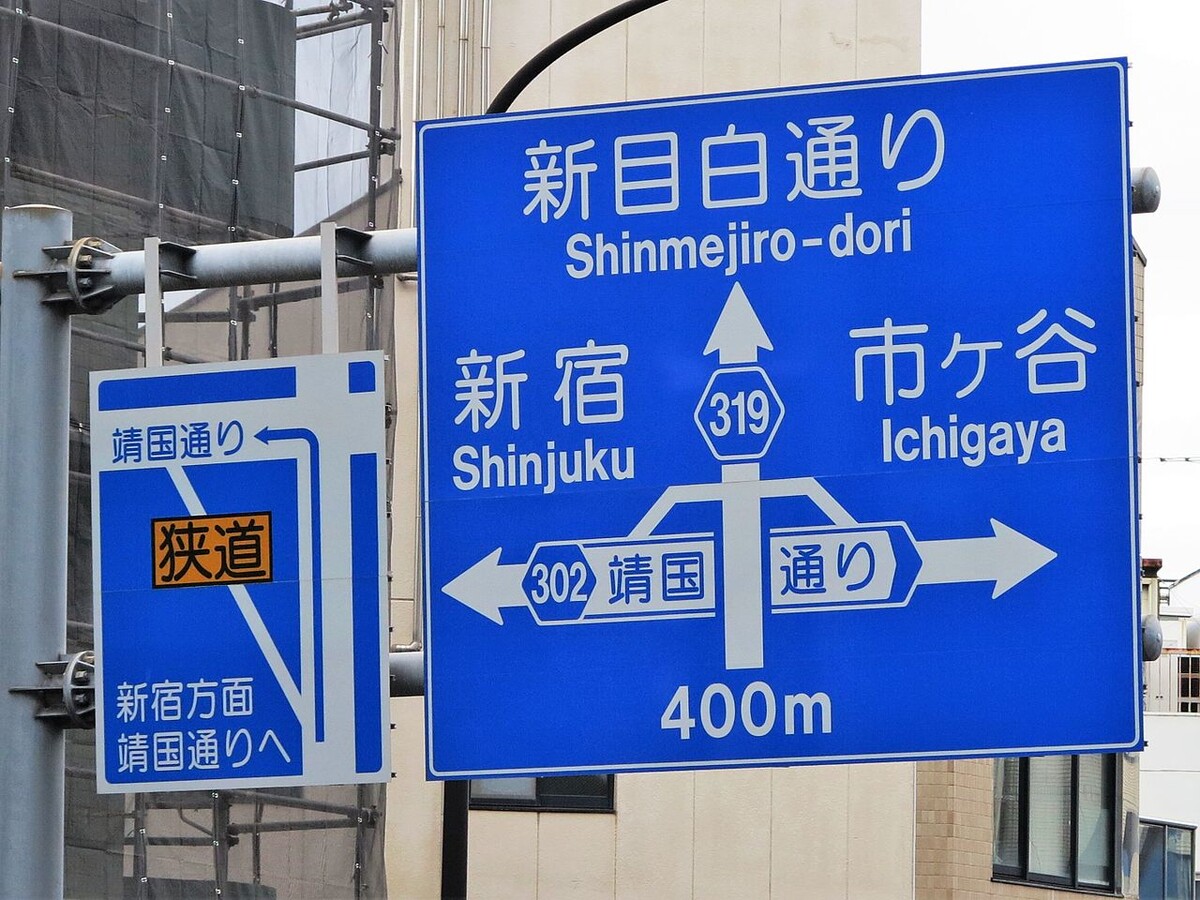 靖国通り
狭道
新宿方面
靖国通りへ
新目白通り
Shinmejiro-dori
新宿
Shinjuku
市ヶ谷
Ichigaya
319
302 靖国通り
400m